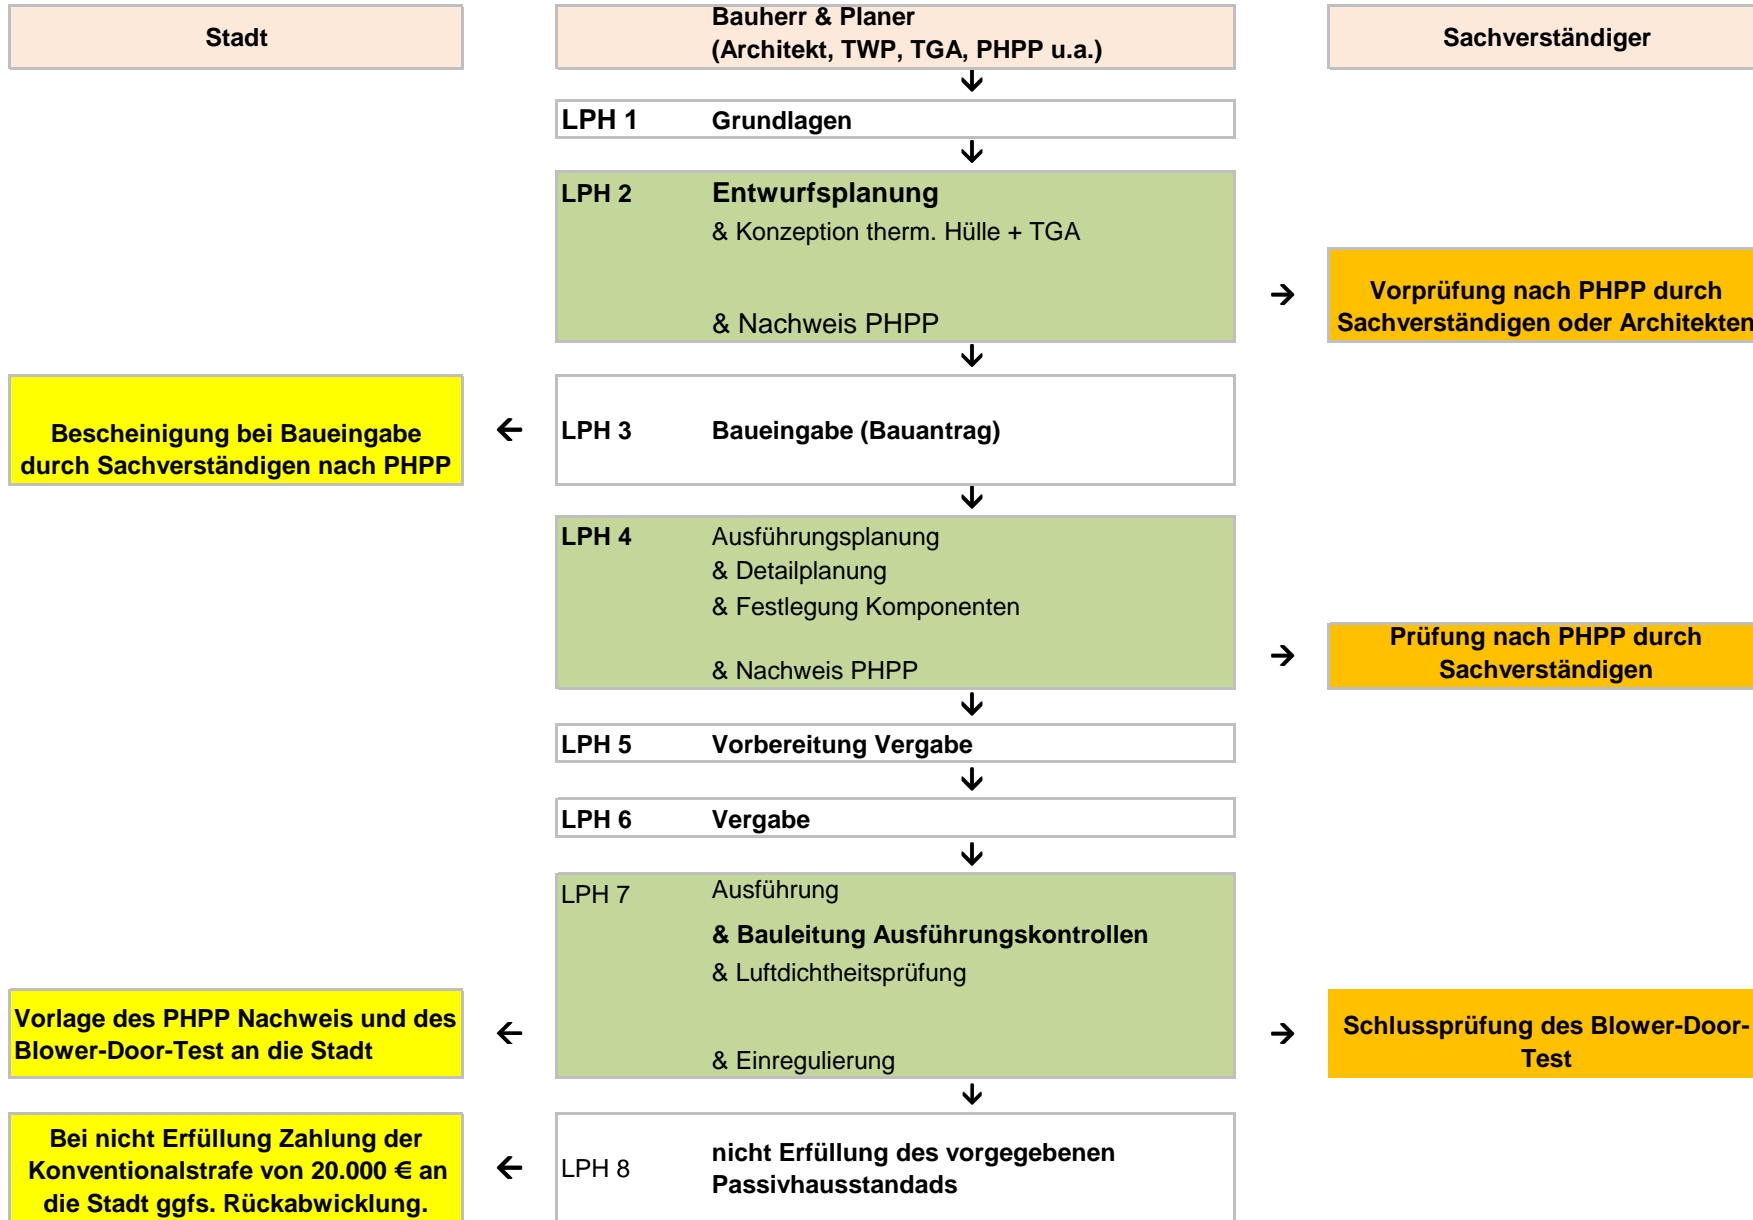 Stadt
Bauherr & Planer
(Architekt, TWP, TGA, PHPP u.a.)
Sachverständiger
LPH 1 Grundlagen
LPH 2 Entwurfsplanung
& Konzeption therm. Hülle + TGA
& Nachweis PHPP
Vorprüfung nach PHPP durch
Sachverständigen oder Architekten
Bescheinigung bei Baueingabe
durch Sachverständigen nach PHPP
LPH 3 Baueingabe (Bauantrag)
LPH 4 Ausführungsplanung
& Detailplanung
& Festlegung Komponenten
& Nachweis PHPP
Prüfung nach PHPP durch
Sachverständigen
LPH 5 Vorbereitung Vergabe
LPH 6 Vergabe
LPH 7 Ausführung
& Bauleitung Ausführungskontrollen
& Luftdichtheitsprüfung
& Einregulierung
Vorlage des PHPP Nachweis und des
Blower-Door-Test an die Stadt
Schlussprüfung des Blower-Door-
Test
Bei nicht Erfüllung Zahlung der
Konventionalstrafe von 20.000 € an
die Stadt ggfs. Rückabwicklung.
LPH 8 nicht Erfüllung des vorgegebenen
Passivhausstandads